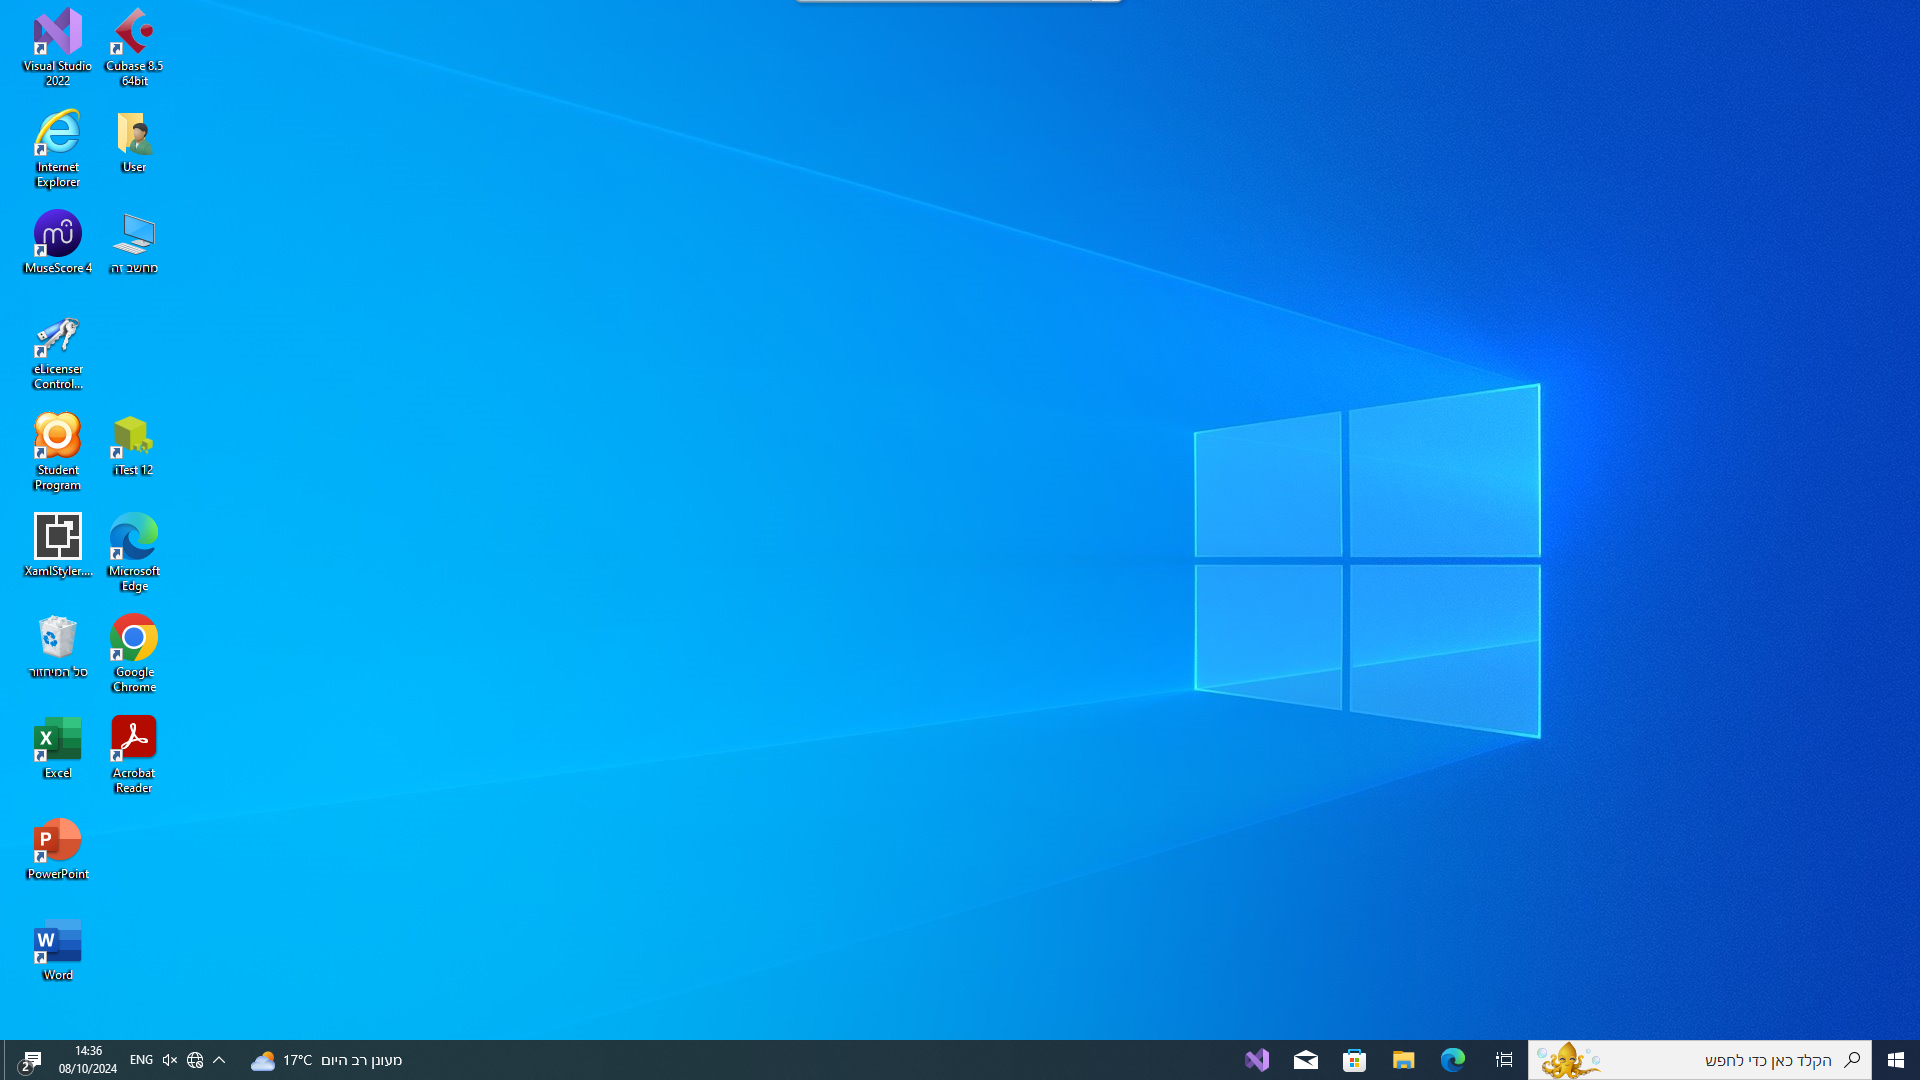 Visual Studio
2022
Cubase 8.5
64bit
Internet
Explorer
User
MuseScore 4
מחשב זה
eLicenser
Control...
Student
Program
iTest 12
XamlStyler....
Microsoft
Edge
סל המיחזור
Google
Chrome
Excel
Acrobat
Reader
PowerPoint
Word
2
14:36
08/10/2024
ENG
17°C מעונן רב היום
הקלד כאן כדי לחפש